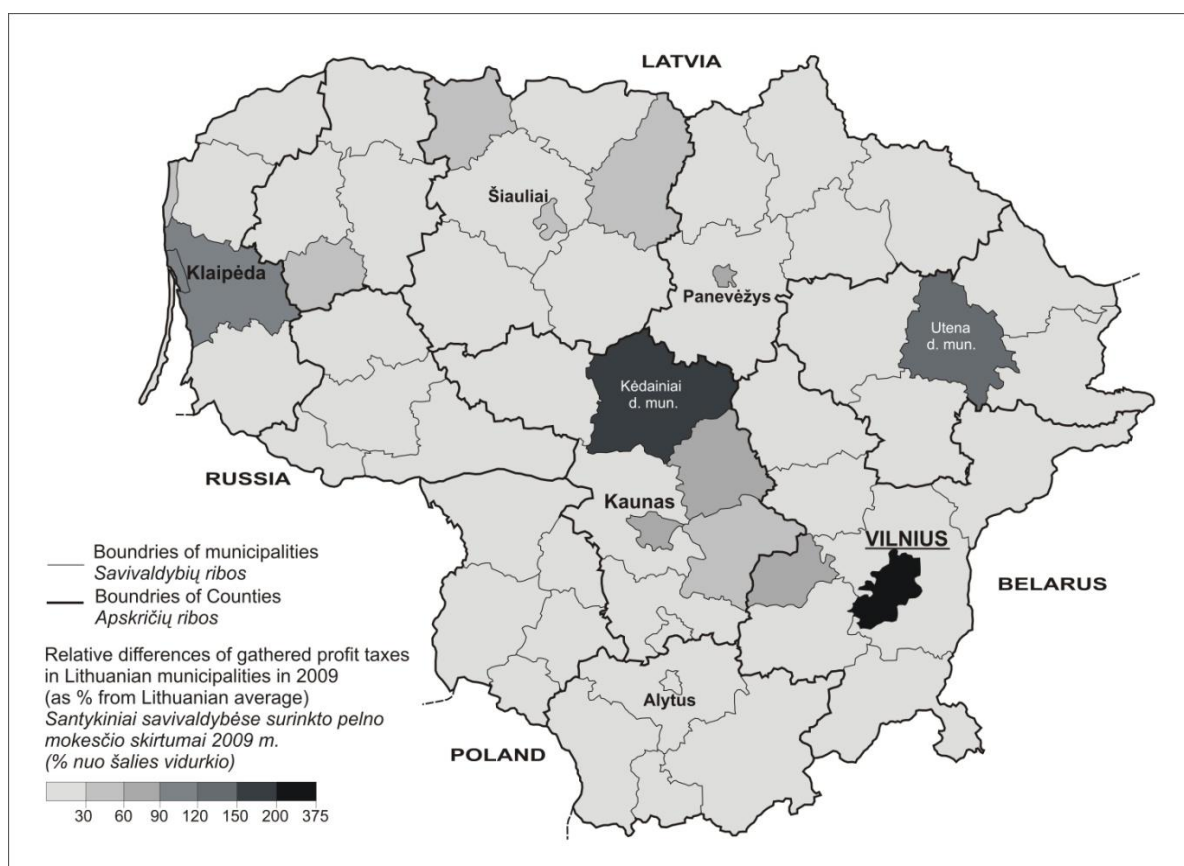 LATVIA
Šiauliai
Klaipėda
Panevėžys
Utena
d. mun.
Kėdainiai
d. mun.
RUSSIA
Kaunas
VILNIUS
BELARUS
Boundries of municipalities
Savivaldybių ribos
Boundries of Counties
Apskričių ribos
Relative differences of gathered profit taxes
in Lithuanian municipalities in 2009
(as % from Lithuanian average)
Santykiniai savivaldybėse surinkto pelno
mokesčio skirtumai 2009 m.
(% nuo šalies vidurkio)
Alytus
POLAND
30 60 90 120 150 200 375